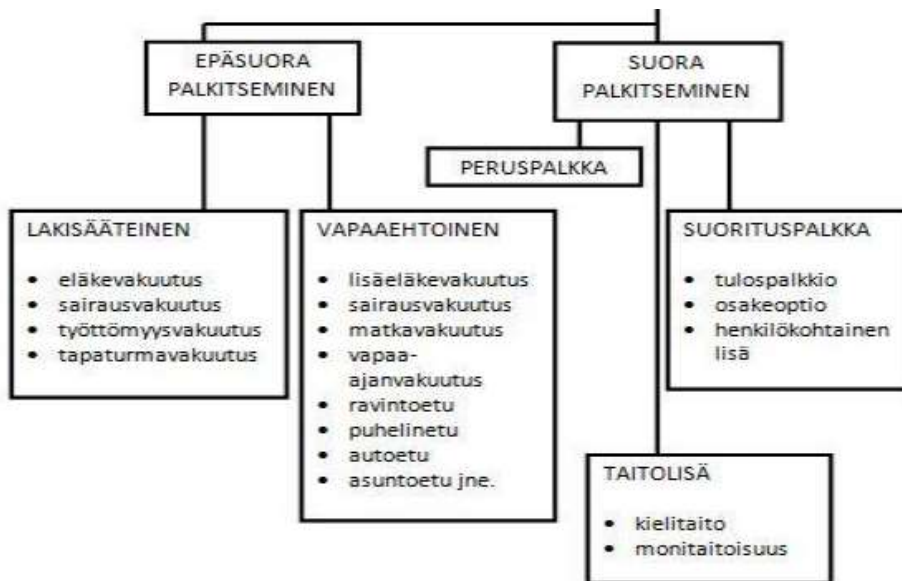 EPÄSUORA
PALKITSEMINEN
SUORA
PALKITSEMINEN
PERUSPALKKA
LAKISÄÄTEINEN
• eläkevakuutus
• sairausvakuutus
• työttömyysvakuutus
• tapaturmavakuutus
VAPAAEHTOINEN
• lisäeläkevakuutus
• sairausvakuutus
• matkavakuutus
• vapaa-
ajanvakuutus
• ravintoetu
• puhelinetu
• autoetu
• asuntoetu jne.
SUORITUSPALKKA
• tulospalkkio
• osakeoptio
• henkilökohtainen
lisä
TAITOLISÄ
• kielitaito
• monitaitoisuus